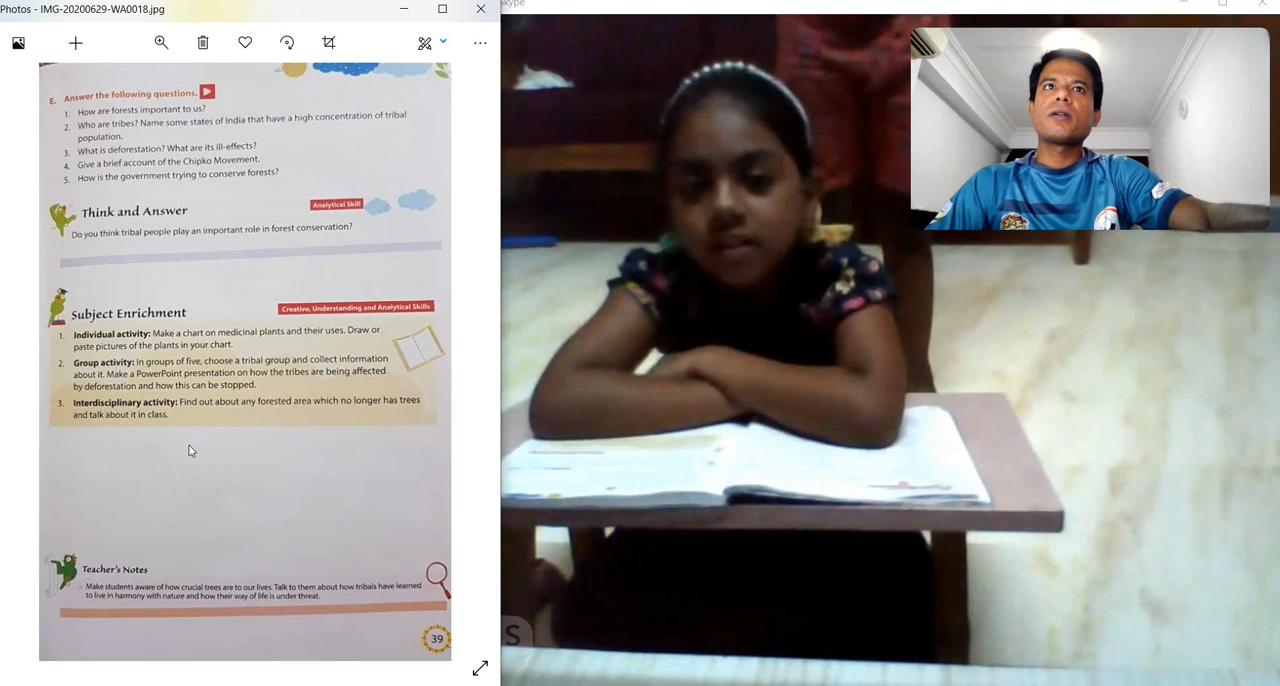 Photos - IMG-20200629-WA0018.jpg
Skype
E. Answer the following questions.
1. How are forests important to us?
2. Who are tribes? Name some states of India that have a high concentration of tribal
population.
3. What is deforestation? What are its ill-effects?
4. Give a brief account of the Chipko Movement.
5. How is the government trying to conserve forests?
Think and Answer
Analytical Skill
Do you think tribal people play an important role in forest conservation?
Subject Enrichment
Creative, Understanding and Analytical Skills
1. Individual activity: Make a chart on medicinal plants and their uses. Draw or
paste pictures of the plants in your chart.
2. Group activity: In groups of five, choose a tribal group and collect information
about it. Make a PowerPoint presentation on how the tribes are being affected
by deforestation and how this can be stopped.
3. Interdisciplinary activity: Find out about any forested area which no longer has trees
and talk about it in class.
Teacher's Notes
Make students aware of how crucial trees are to our lives. Talk to them about how tribals have learned
to live in harmony with nature and how their way of life is under threat.
39
S